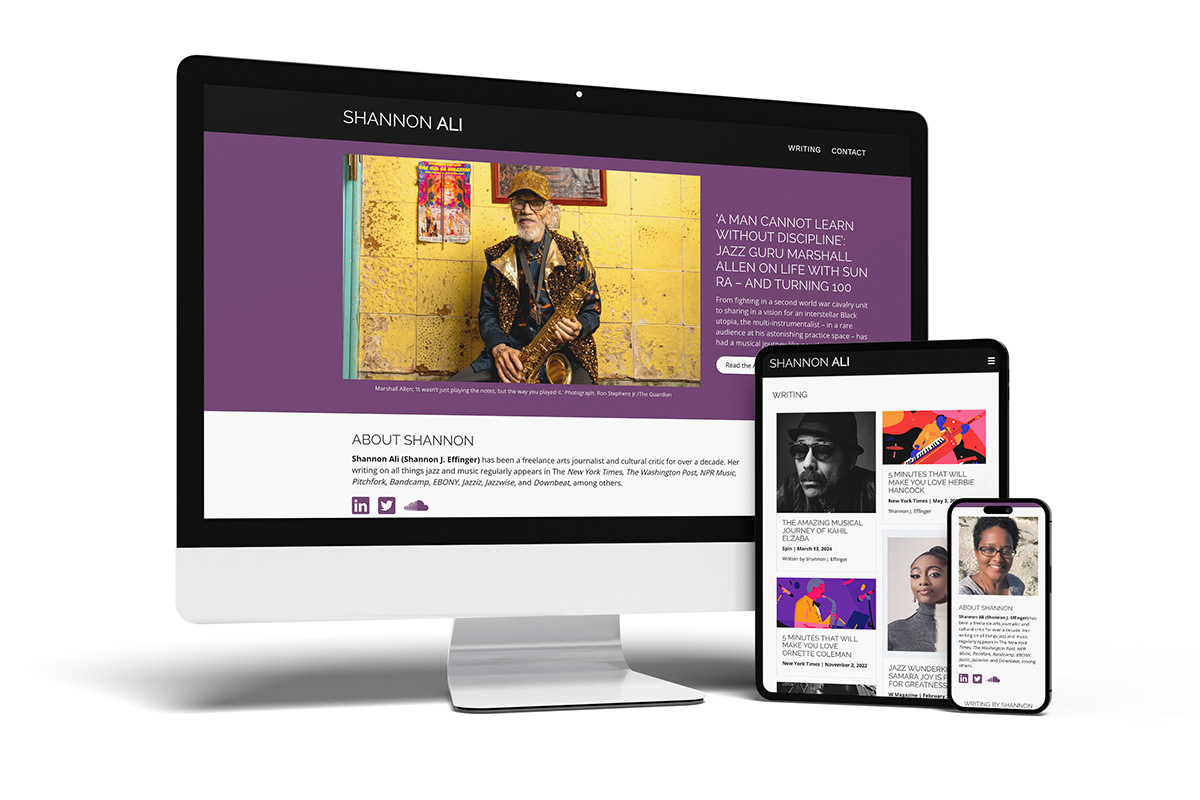 SHANNON ALI
WRITING CONTACT
'A MAN CANNOT LEARN
WITHOUT DISCIPLINE':
JAZZ GURU MARSHALL
ALLEN ON LIFE WITH SUN
RA – AND TURNING 100
From fighting in a second world war cavalry unit
to sharing in a vision for an interstellar Black
utopia, the multi-instrumentalist – in a rare
audience at his astonishing practice space – has
had a musical journey like
Read the
Marshall Allen: 'It wasn't just playing the notes, but the way you played it.' Photograph: Ron Stephens Jr./The Guardian
ABOUT SHANNON
Shannon Ali (Shannon J. Effinger) has been a freelance arts journalist and cultural critic for over a decade. Her
writing on all things jazz and music regularly appears in The New York Times, The Washington Post, NPR Music,
Pitchfork, Bandcamp, EBONY, Jazziz, Jazzwise, and Downbeat, among others.
in
SHANNON ALI
WRITING
THE AMAZING MUSICAL
JOURNEY OF KAHIL
ELZABA
Spin | March 13, 2024
Written by Shannon J. Effinger
5 MINUTES THAT WILL
MAKE YOU LOVE
ORNETTE COLEMAN
New York Times | November 2, 2022
5 MINUTES THAT WILL
MAKE YOU LOVE HERBIE
HANCOCK
New York Times | May 3,
Shannon J. Effinger
JAZZ WUNDERKI
SAMARA JOY IS
FOR GREATNESS
W Magazine | February
ABOUT SHANNON
Shannon Ali (Shannon J. Effinger) has
been a freelance arts journalist and
cultural critic for over a decade. Her
writing on all things jazz and music
regularly appears in The New York
Times, The Washington Post, NPR
Music, Pitchfork, Bandcamp, EBONY,
Jazziz, Jazzwise, and Downbeat, among
others.
in
WRITING BY SHANNON